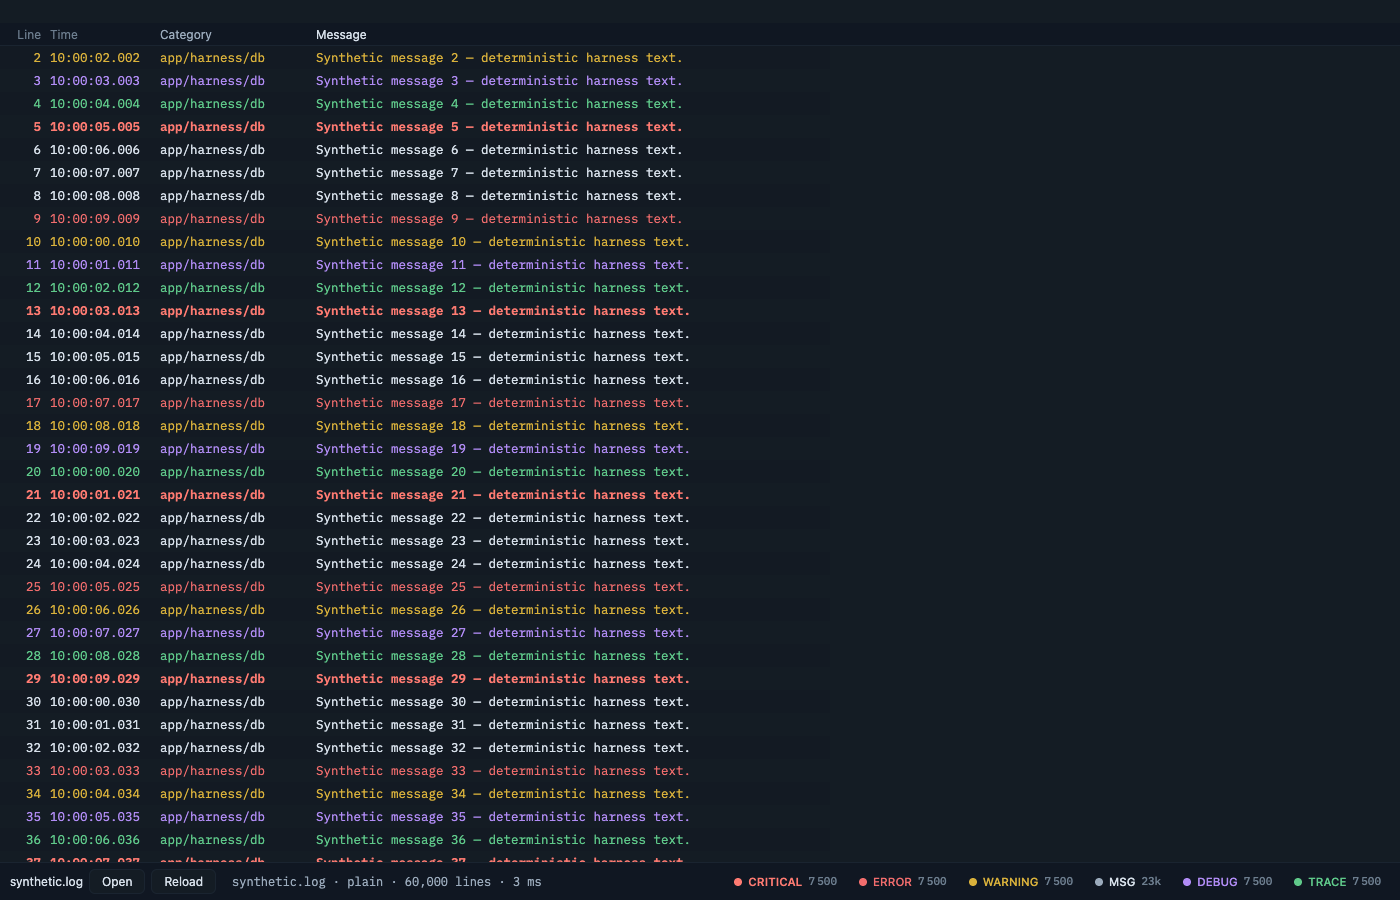 Line Time Category Message
2 10:00:02.002 app/harness/db Synthetic message 2 — deterministic harness text.
3 10:00:03.003 app/harness/db Synthetic message 3 — deterministic harness text.
4 10:00:04.004 app/harness/db Synthetic message 4 — deterministic harness text.
5 10:00:05.005 app/harness/db Synthetic message 5 — deterministic harness text.
6 10:00:06.006 app/harness/db Synthetic message 6 — deterministic harness text.
7 10:00:07.007 app/harness/db Synthetic message 7 — deterministic harness text.
8 10:00:08.008 app/harness/db Synthetic message 8 — deterministic harness text.
9 10:00:09.009 app/harness/db Synthetic message 9 — deterministic harness text.
10 10:00:00.010 app/harness/db Synthetic message 10 — deterministic harness text.
11 10:00:01.011 app/harness/db Synthetic message 11 — deterministic harness text.
12 10:00:02.012 app/harness/db Synthetic message 12 — deterministic harness text.
13 10:00:03.013 app/harness/db Synthetic message 13 — deterministic harness text.
14 10:00:04.014 app/harness/db Synthetic message 14 — deterministic harness text.
15 10:00:05.015 app/harness/db Synthetic message 15 — deterministic harness text.
16 10:00:06.016 app/harness/db Synthetic message 16 — deterministic harness text.
17 10:00:07.017 app/harness/db Synthetic message 17 — deterministic harness text.
18 10:00:08.018 app/harness/db Synthetic message 18 — deterministic harness text.
19 10:00:09.019 app/harness/db Synthetic message 19 — deterministic harness text.
20 10:00:00.020 app/harness/db Synthetic message 20 — deterministic harness text.
21 10:00:01.021 app/harness/db Synthetic message 21 — deterministic harness text.
22 10:00:02.022 app/harness/db Synthetic message 22 — deterministic harness text.
23 10:00:03.023 app/harness/db Synthetic message 23 — deterministic harness text.
24 10:00:04.024 app/harness/db Synthetic message 24 — deterministic harness text.
25 10:00:05.025 app/harness/db Synthetic message 25 — deterministic harness text.
26 10:00:06.026 app/harness/db Synthetic message 26 — deterministic harness text.
27 10:00:07.027 app/harness/db Synthetic message 27 — deterministic harness text.
28 10:00:08.028 app/harness/db Synthetic message 28 — deterministic harness text.
29 10:00:09.029 app/harness/db Synthetic message 29 — deterministic harness text.
30 10:00:00.030 app/harness/db Synthetic message 30 — deterministic harness text.
31 10:00:01.031 app/harness/db Synthetic message 31 — deterministic harness text.
32 10:00:02.032 app/harness/db Synthetic message 32 — deterministic harness text.
33 10:00:03.033 app/harness/db Synthetic message 33 — deterministic harness text.
34 10:00:04.034 app/harness/db Synthetic message 34 — deterministic harness text.
35 10:00:05.035 app/harness/db Synthetic message 35 — deterministic harness text.
36 10:00:06.036 app/harness/db Synthetic message 36 — deterministic harness text.
synthetic.log Open Reload synthetic.log · plain · 60,000 lines · 3 ms CRITICAL 7500 ERROR 7500 WARNING 7500 MSG 23k DEBUG 7500 TRACE 7500